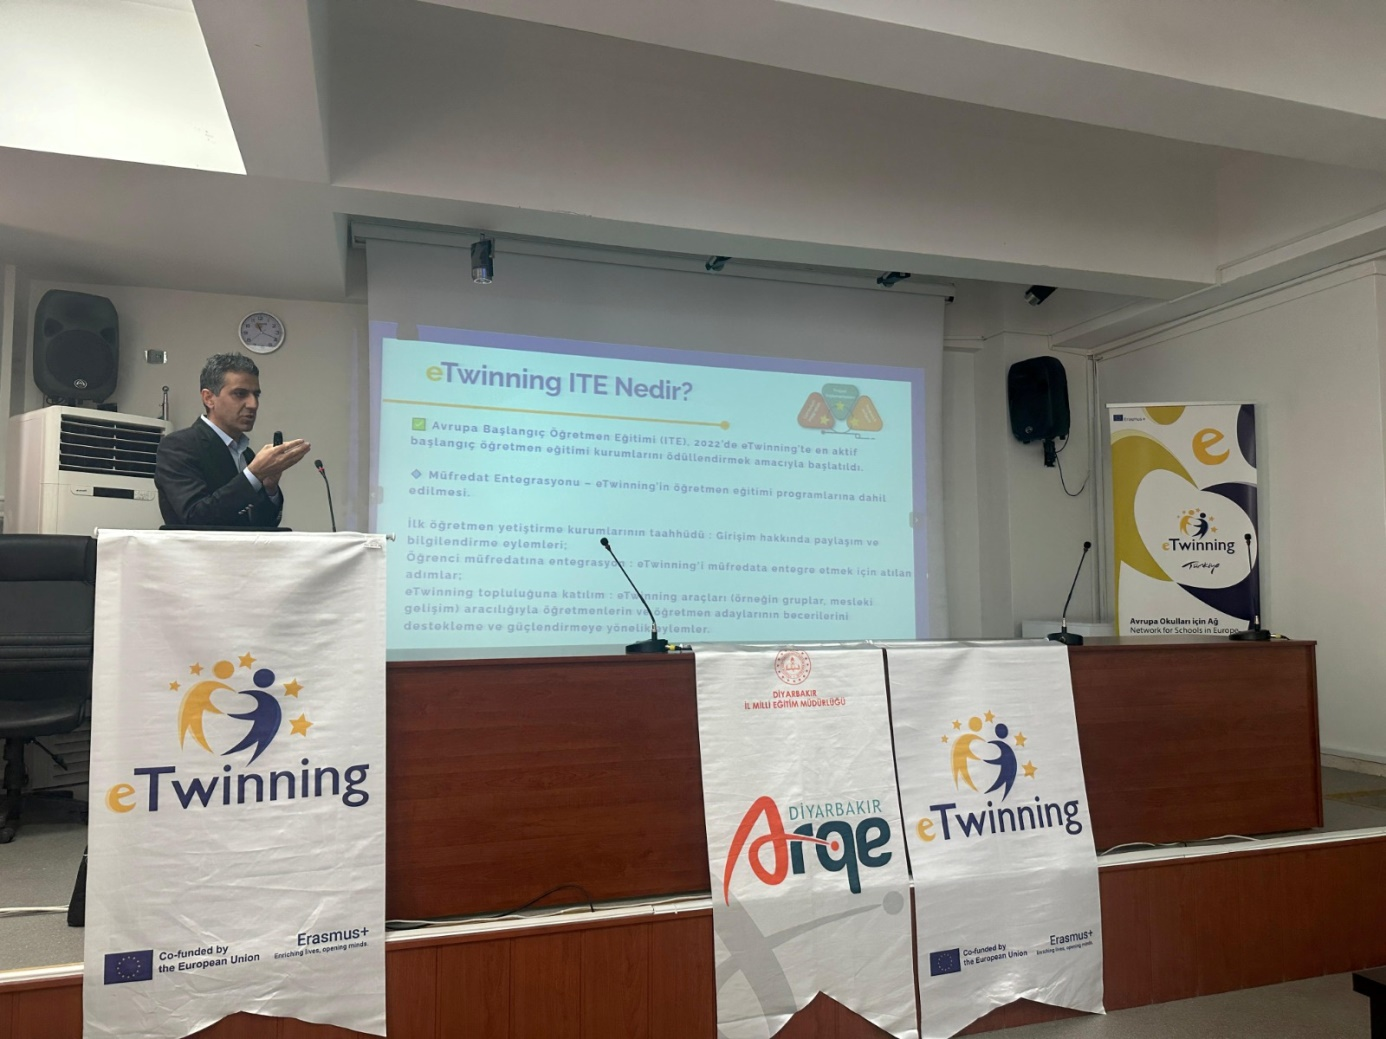 eTwinning ITE Nedir?
✅ Avrupa Başlangıç Öğretmen Eğitimi (ITE), 2022'de eTwinning'te en aktif
başlangıç öğretmen eğitimi kurumlarını ödüllendirmek amacıyla başlatıldı.
Müfredat Entegrasyonu – eTwinning'in öğretmen eğitimi programlarına dahil
edilmesi.
İlk öğretmen yetiştirme kurumlarının taahhüdü : Girişim hakkında paylaşım ve
bilgilendirme eylemleri;
Öğrenci müfredatına entegrasyon : eTwinning'i müfredata entegre etmek için atılan
adımlar;
eTwinning topluluğuna katılım : eTwinning araçları (örneğin gruplar, mesleki
gelişim) aracılığıyla öğretmenlerin ve öğretmen adaylarının becerilerini
destekleme ve güçlendirmeye yönelik eylemler.
Erasmus+
e
eTwinning
Türkiye
Avrupa Okulları için Ağ
Network for Schools in Europe
eTwinning
Co-funded by
the European Union
Erasmus+
Enriching lives, opening minds.
DİYARBAKIR
İL MİLLİ EĞİTİM MÜDÜRLÜĞÜ
DİYARBAKIR
Arge
eTwinning
Co-funded by
the European Union
Erasmus+
Enriching lives, opening minds.